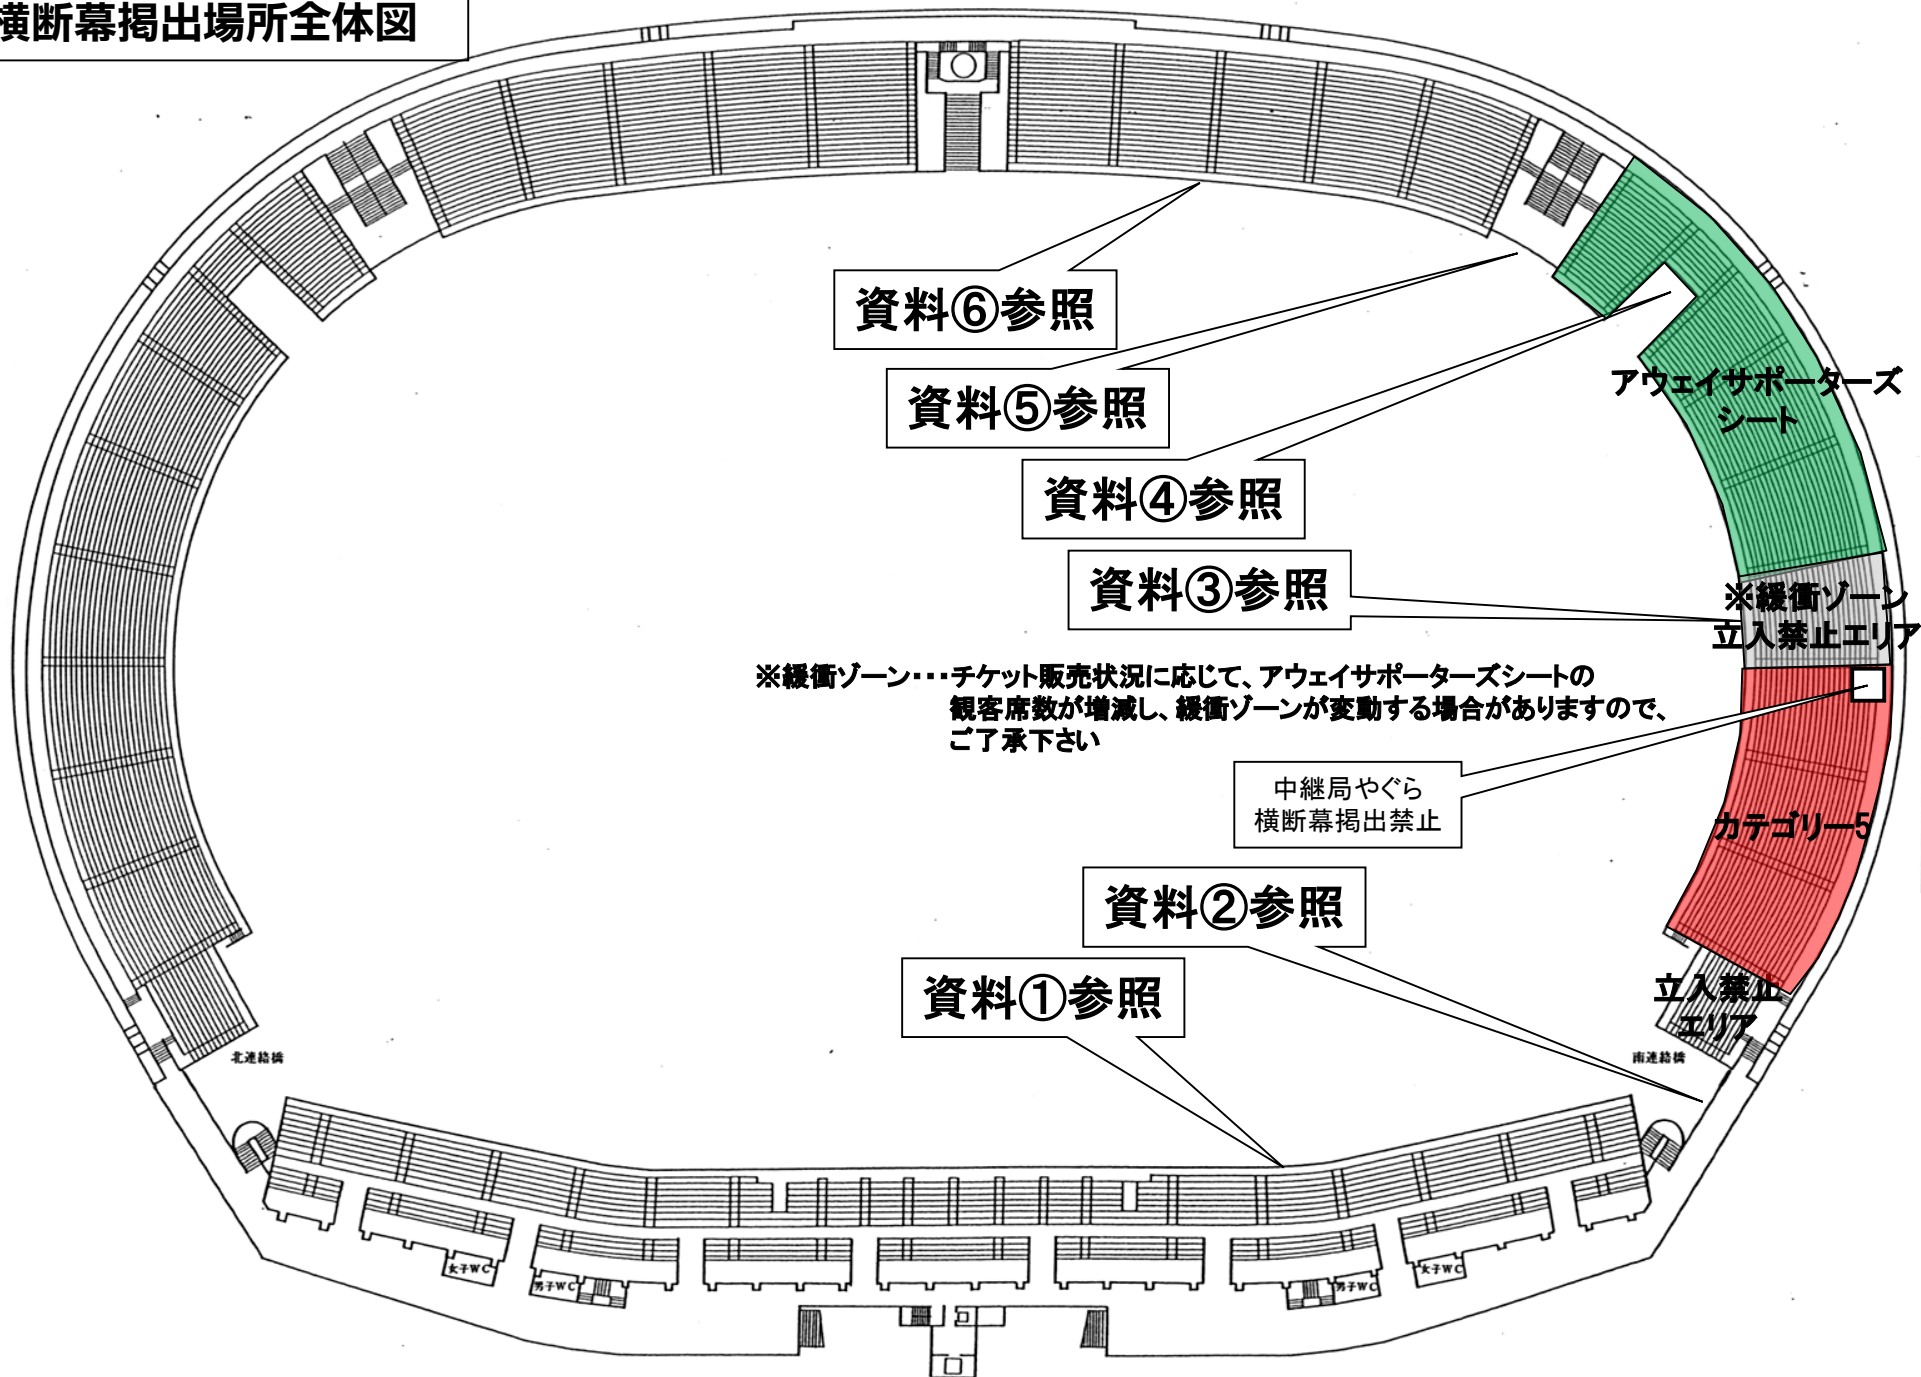 横断幕掲出場所全体図
資料⑥参照
資料⑤参照
アウェイサポーターズ
シート
資料④参照
資料③参照
※緩衝ゾーン
立入禁止エリア
※緩衝ゾーン・・・チケット販売状況に応じて、アウェイサポーターズシートの
観客席数が増減し、緩衝ゾーンが変動する場合がありますので、
ご了承下さい
中継局やぐら
横断幕掲出禁止
カテゴリー5
資料②参照
資料①参照
立入禁止
エリア
北連絡橋
南連絡橋
女子WC
男子WC
男子WC
女子WC